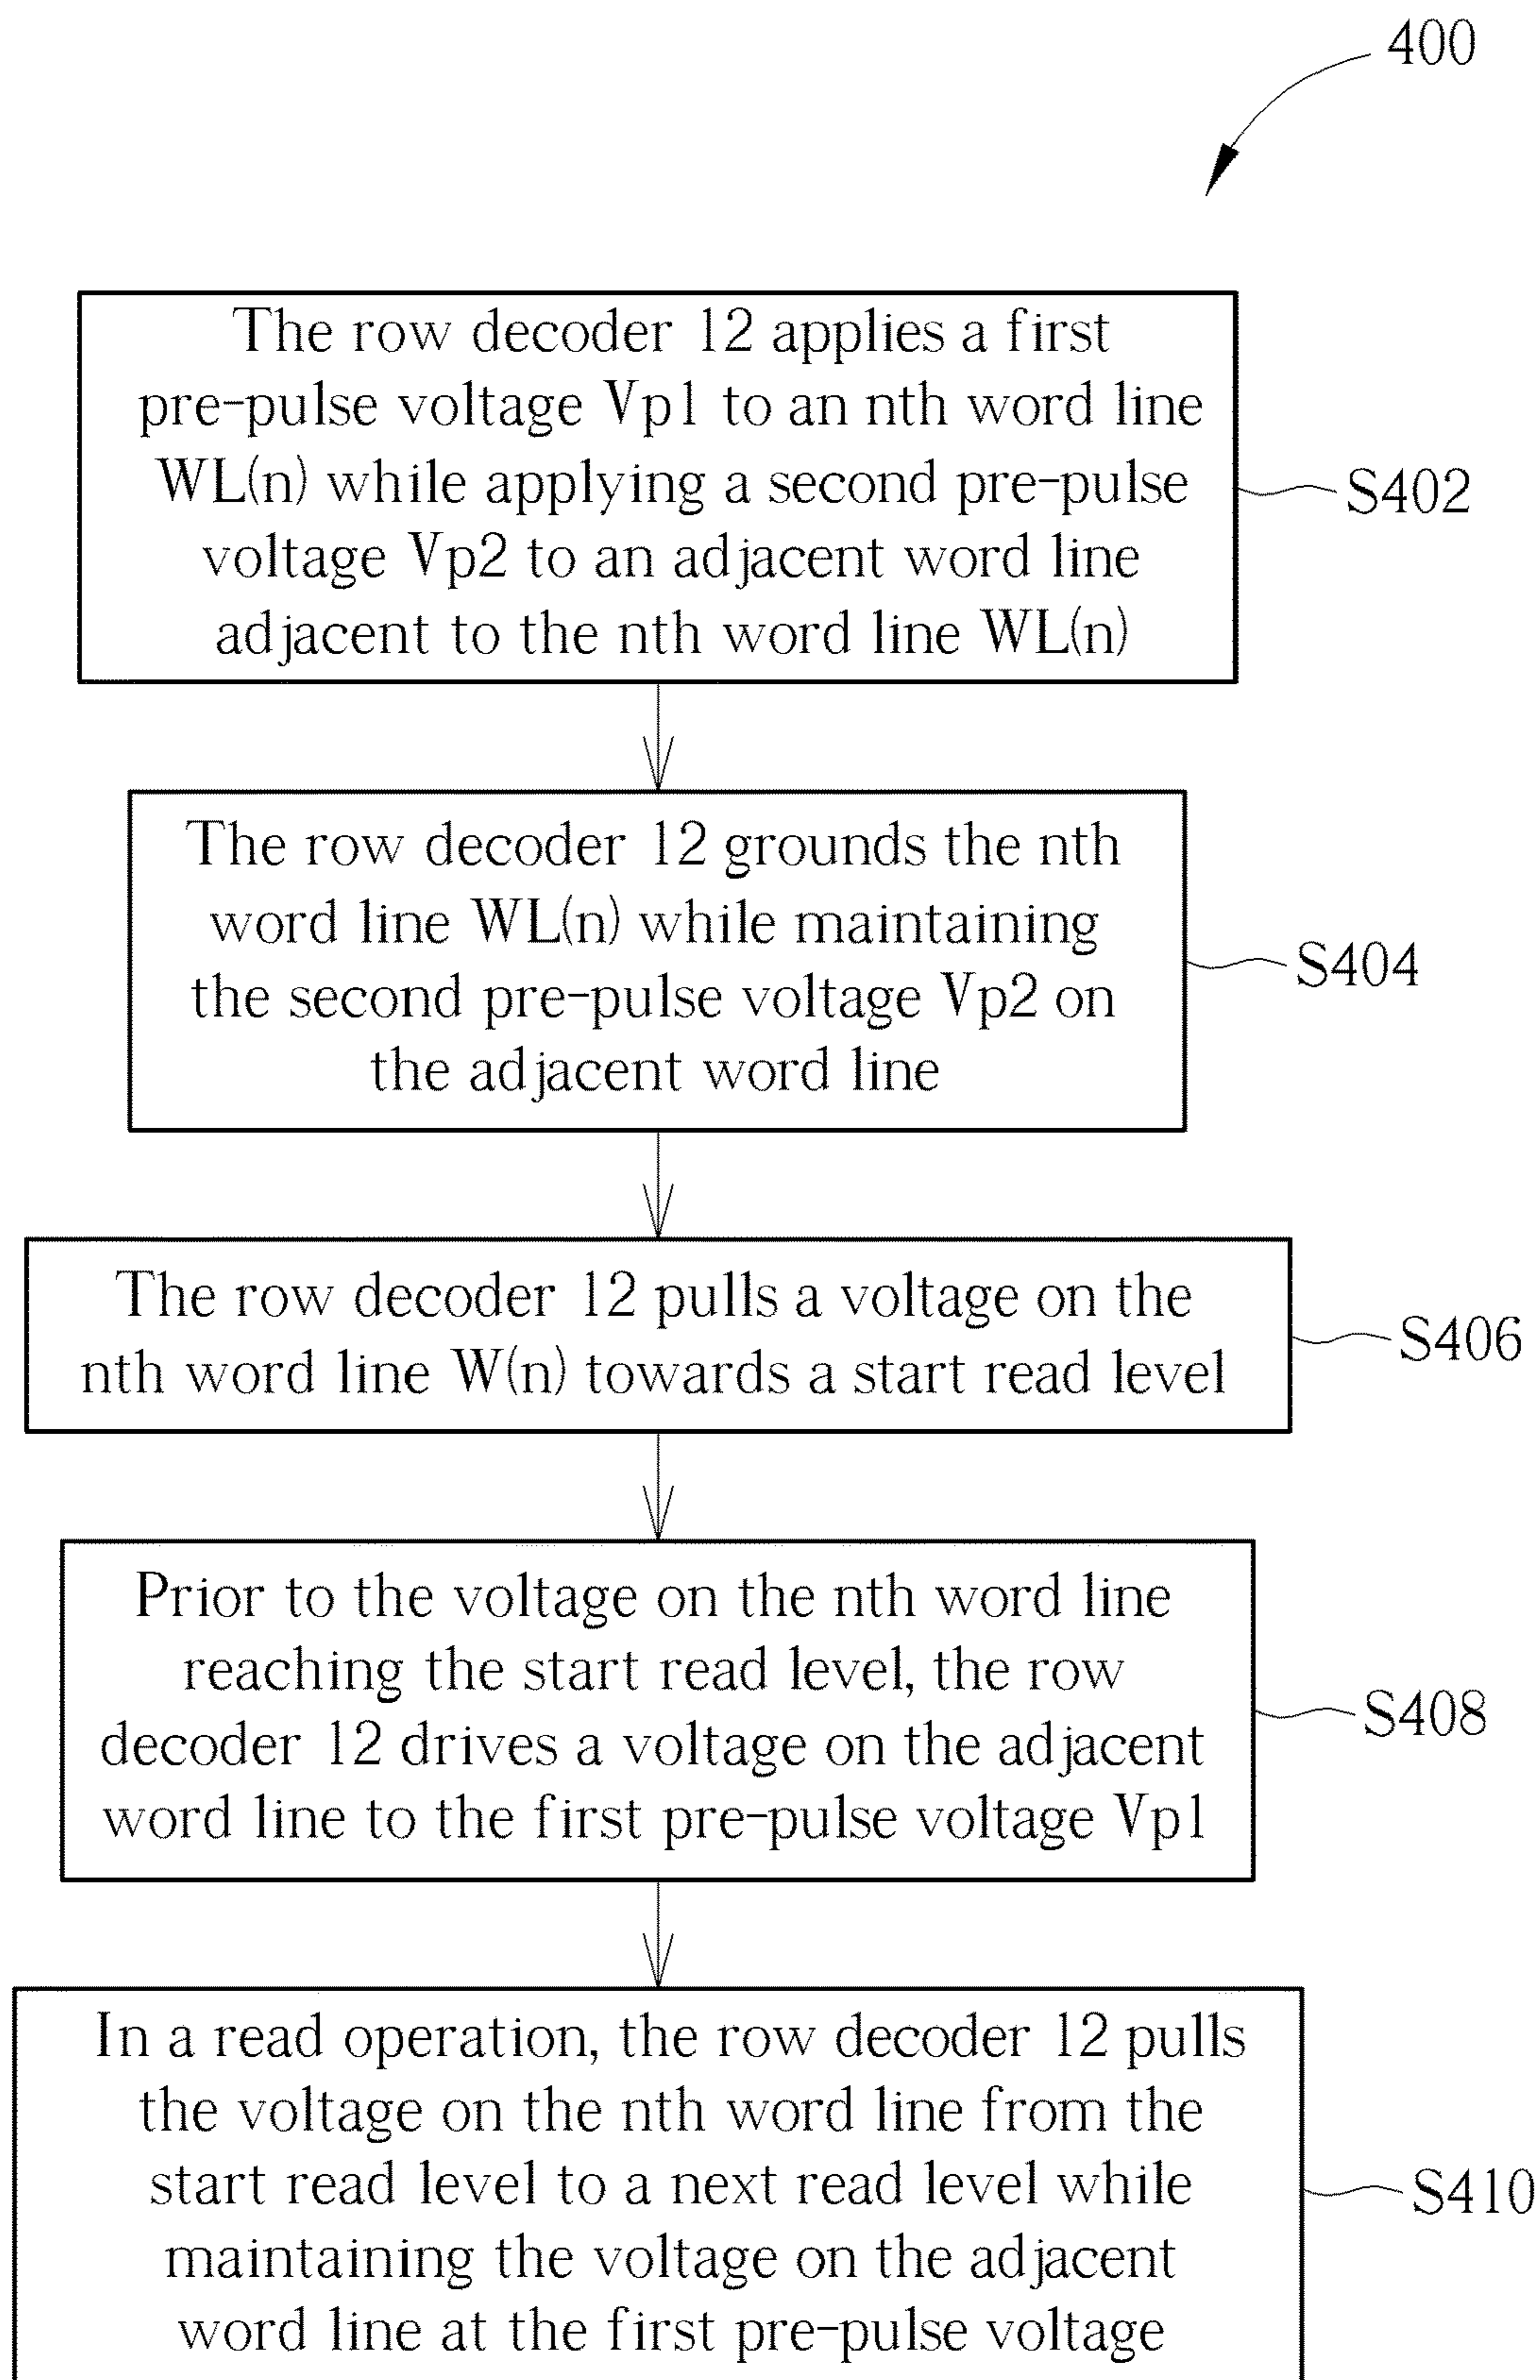 400
The row decoder 12 applies a first
pre-pulse voltage Vp1 to an nth word line
WL(n) while applying a second pre-pulse
voltage Vp2 to an adjacent word line
adjacent to the nth word line WL(n)
S402
The row decoder 12 grounds the nth
word line WL(n) while maintaining
the second pre-pulse voltage Vp2 on
the adjacent word line
S404
The row decoder 12 pulls a voltage on the
nth word line W(n) towards a start read level
S406
Prior to the voltage on the nth word line
reaching the start read level, the row
decoder 12 drives a voltage on the adjacent
word line to the first pre-pulse voltage Vp1
S408
In a read operation, the row decoder 12 pulls
the voltage on the nth word line from the
start read level to a next read level while
maintaining the voltage on the adjacent
word line at the first pre-pulse voltage
S410